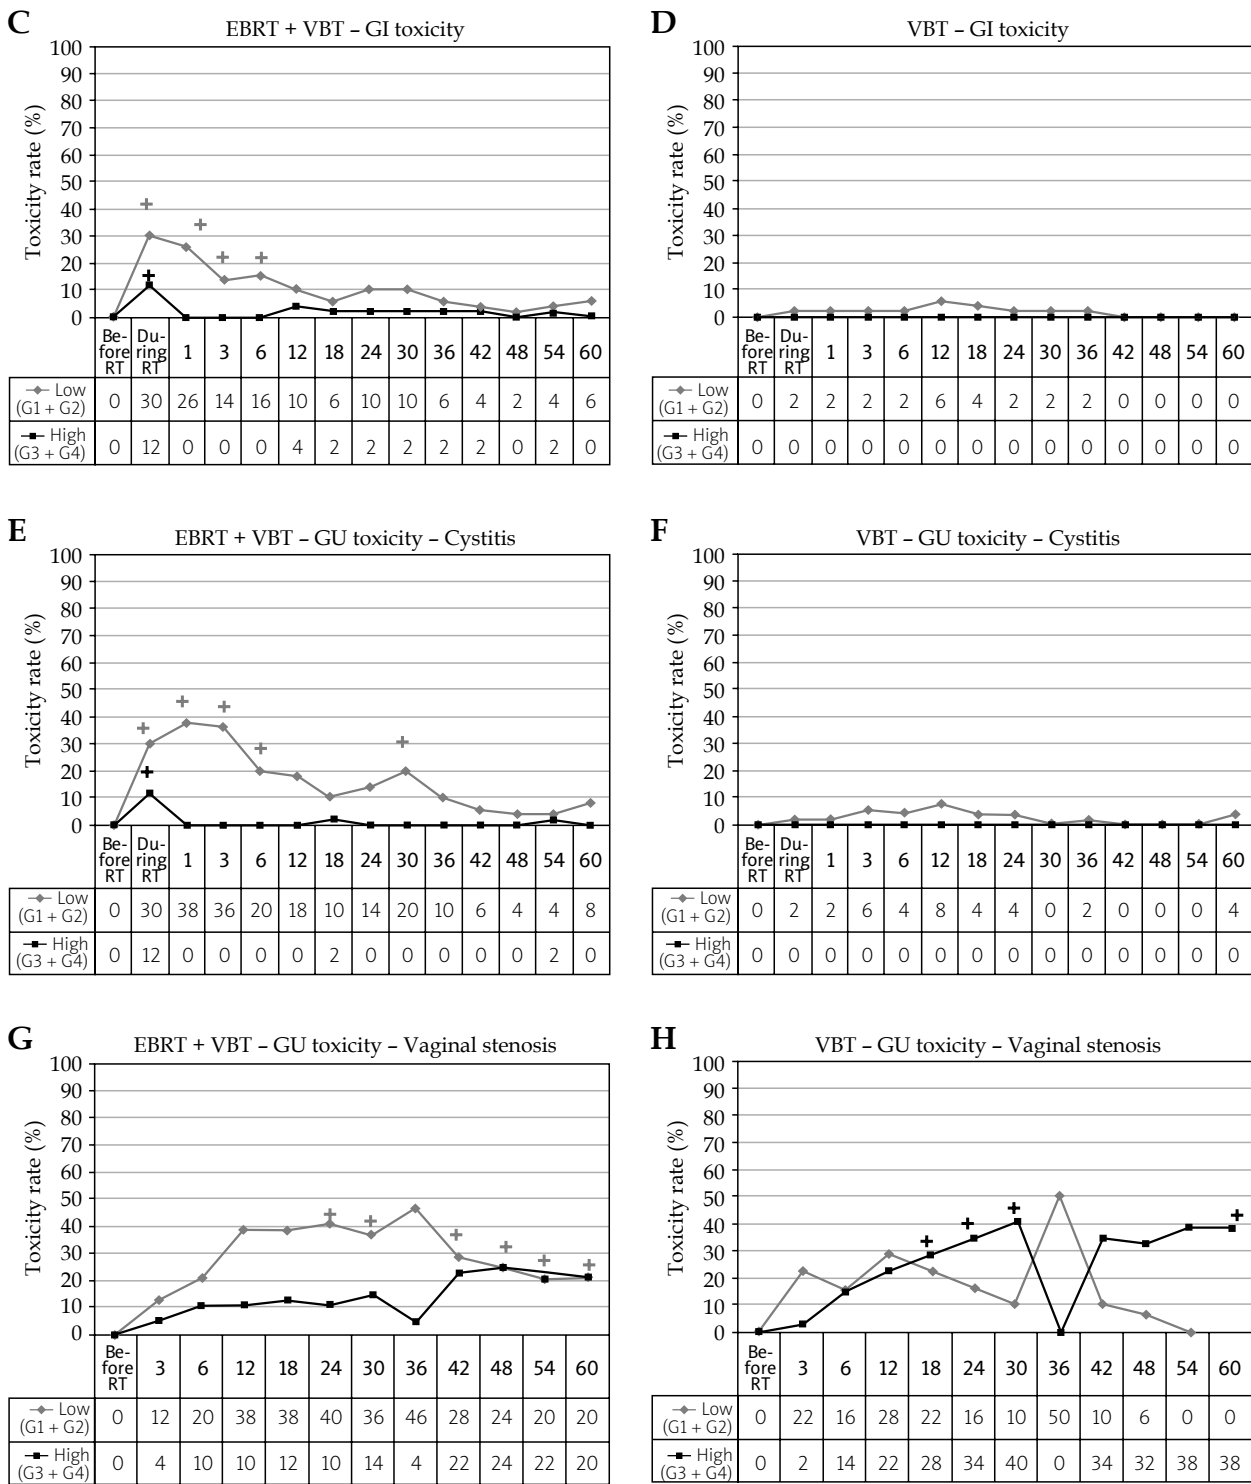 C
EBRT + VBT – GI toxicity
Toxicity rate (%)
100
90
80
70
60
50
40
30
20
10
0
Be-fore RT Du-ring RT 1 3 6 12 18 24 30 36 42 48 54 60
Low (G1 + G2) 0 30 26 14 16 10 6 10 10 6 4 2 4 6
High (G3 + G4) 0 12 0 0 0 4 2 2 2 2 2 0 2 0
D
VBT – GI toxicity
Toxicity rate (%)
100
90
80
70
60
50
40
30
20
10
0
Be-fore RT Du-ring RT 1 3 6 12 18 24 30 36 42 48 54 60
Low (G1 + G2) 0 2 2 2 2 6 4 2 2 2 0 0 0 0
High (G3 + G4) 0 0 0 0 0 0 0 0 0 0 0 0 0 0
E
EBRT + VBT – GU toxicity – Cystitis
Toxicity rate (%)
100
90
80
70
60
50
40
30
20
10
0
Be-fore RT Du-ring RT 1 3 6 12 18 24 30 36 42 48 54 60
Low (G1 + G2) 0 30 38 36 20 18 10 14 20 10 6 4 4 8
High (G3 + G4) 0 12 0 0 0 0 2 0 0 0 0 0 2 0
F
VBT – GU toxicity – Cystitis
Toxicity rate (%)
100
90
80
70
60
50
40
30
20
10
0
Be-fore RT Du-ring RT 1 3 6 12 18 24 30 36 42 48 54 60
Low (G1 + G2) 0 2 2 6 4 8 4 4 0 2 0 0 0 4
High (G3 + G4) 0 0 0 0 0 0 0 0 0 0 0 0 0 0
G
EBRT + VBT – GU toxicity – Vaginal stenosis
Toxicity rate (%)
100
90
80
70
60
50
40
30
20
10
0
Be-fore RT 3 6 12 18 24 30 36 42 48 54 60
Low (G1 + G2) 0 12 20 38 38 40 36 46 28 24 20 20
High (G3 + G4) 0 4 10 10 12 10 14 4 22 24 22 20
H
VBT – GU toxicity – Vaginal stenosis
Toxicity rate (%)
100
90
80
70
60
50
40
30
20
10
0
Be-fore RT 3 6 12 18 24 30 36 42 48 54 60
Low (G1 + G2) 0 22 16 28 22 16 10 50 10 6 0 0
High (G3 + G4) 0 2 14 22 28 34 40 0 34 32 38 38